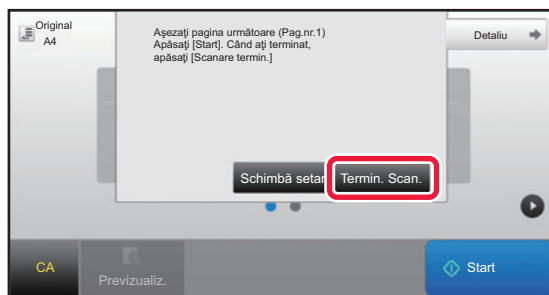 Original
A4
Aşezaţi pagina următoare (Pag.nr.1)
Apăsaţi [Start]. Când aţi terminat,
apăsaţi [Scanare termin.]
Detaliu
Schimbă setar
Termin. Scan.
CA
Previzualiz.
Start